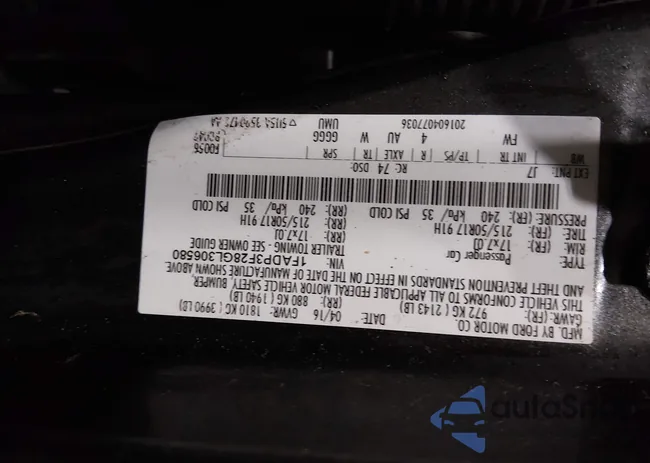 MFD. BY FORD MOTOR CO.
DATE: 04/16 GVWR: 1810 KG ( 3990 LB)
GAWR: (FR): 972 KG ( 2143 LB) (RR): 880 KG ( 1940 LB)
THIS VEHICLE CONFORMS TO ALL APPLICABLE FEDERAL MOTOR VEHICLE SAFETY, BUMPER,
AND THEFT PREVENTION STANDARDS IN EFFECT ON THE DATE OF MANUFACTURE SHOWN ABOVE.
VIN: 1FADP3F28GL306580
TYPE: Passenger Car TRAILER TOWING - SEE OWNER GUIDE
RIM: 17x7.0J (RR): 17x7.0J
TIRE: (FR): 215/50R17 91H (RR): 215/50R17 91H
PRESSURE: (FR) 240 kPa/ 35 PSI COLD (RR): 240 kPa/ 35 PSI COLD
EXT PNT: J7 RC: 74 DSO: F0056
WB INT TR TP/PS R AXLE TR SPR
FW 4 AU W GGGG
20160407036 UMU
autoSnap